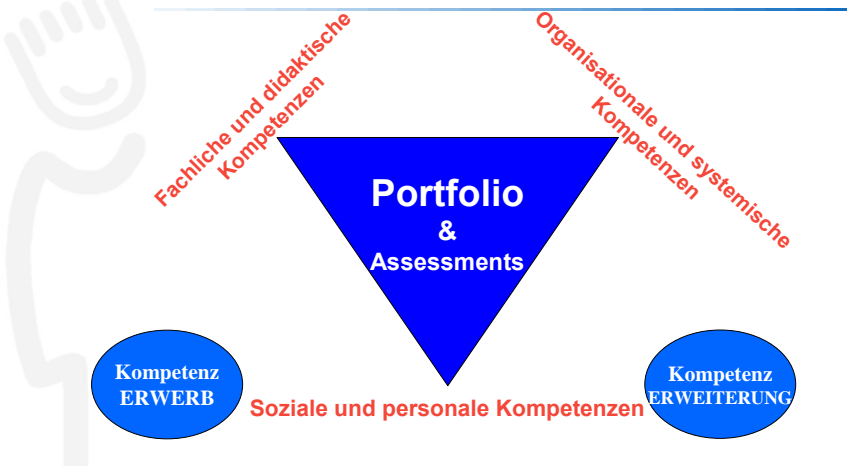 Fachliche und didaktische
Kompetenzen
Organisationale und systemische
Kompetenzen
Portfolio
&
Assessments
Kompetenz
ERWERB
Soziale und personale Kompetenzen
Kompetenz
ERWEITERUNG